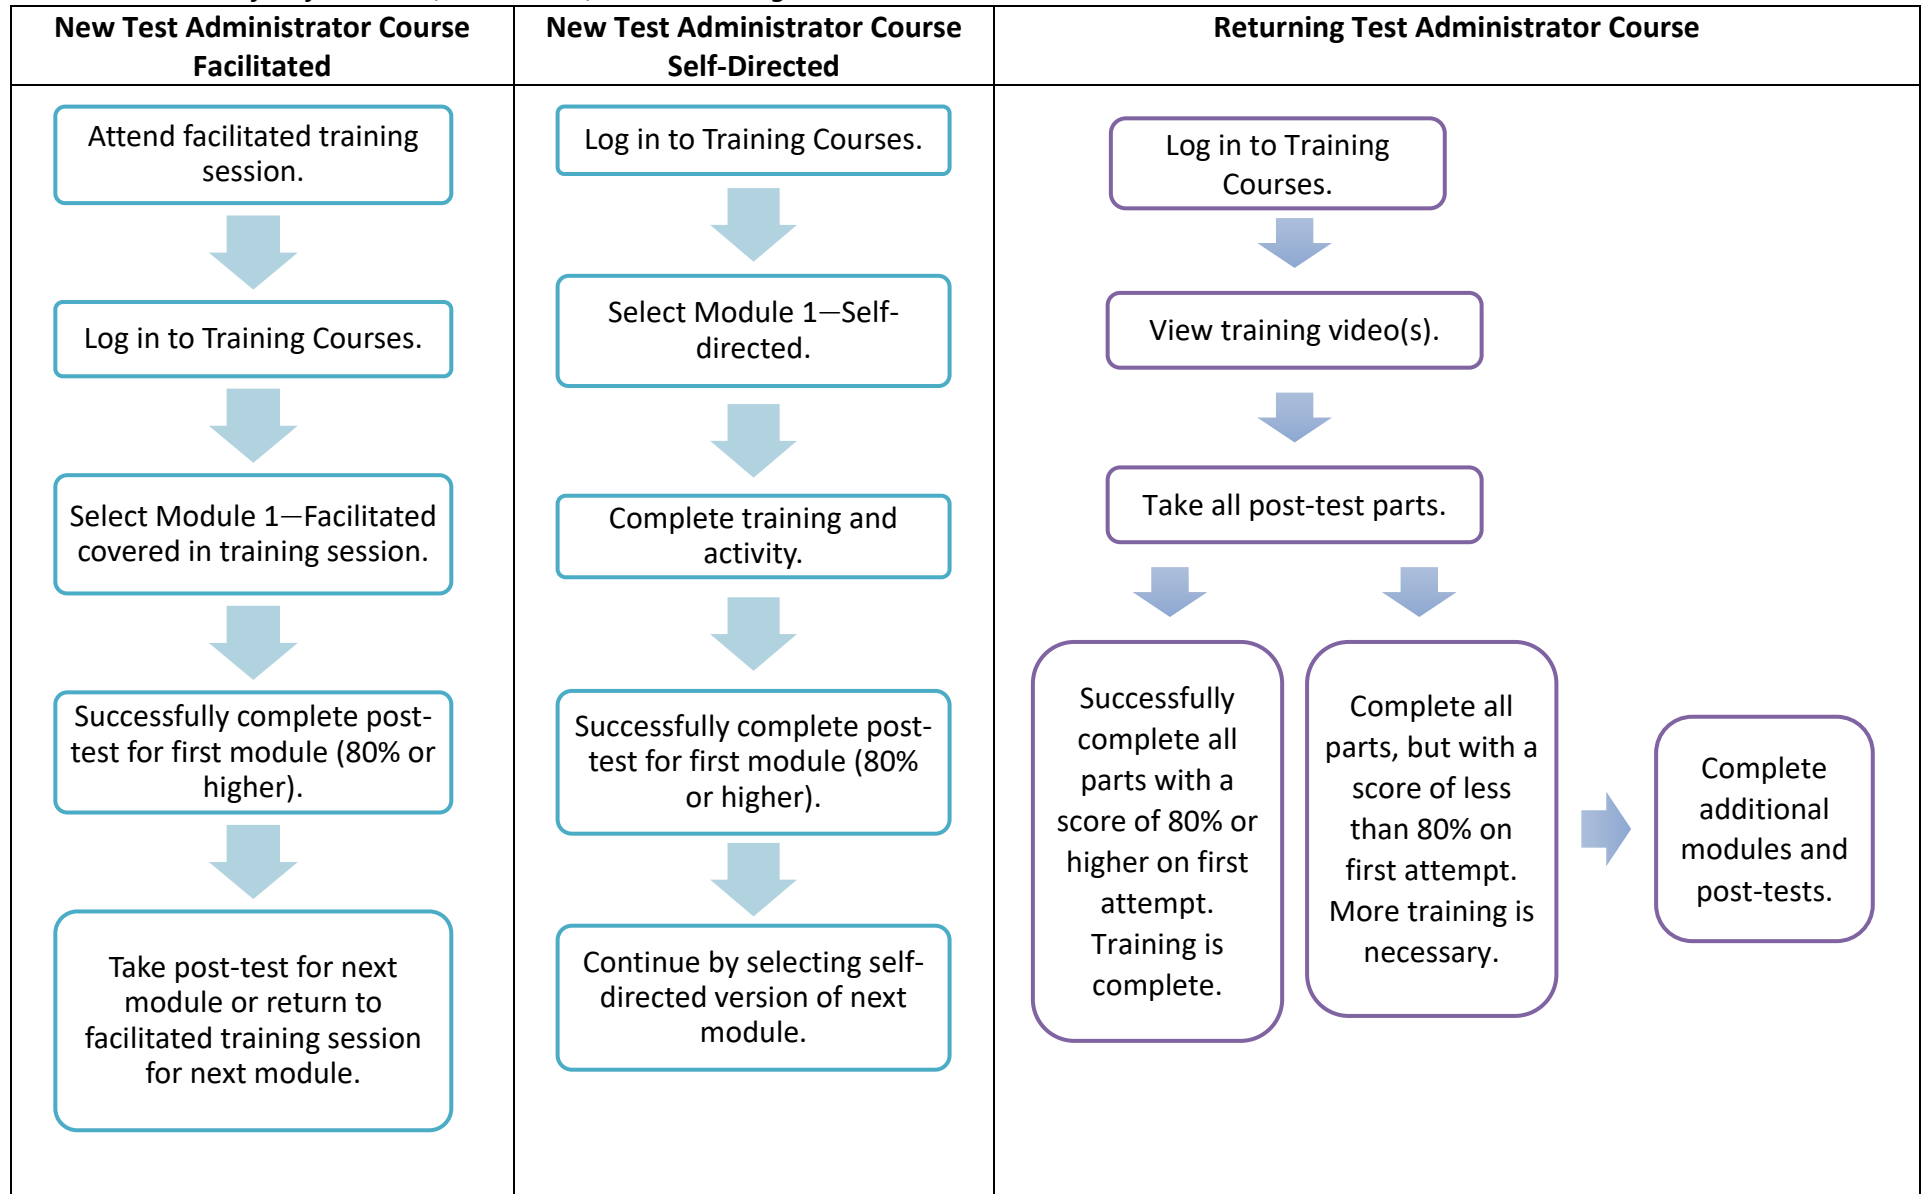 New Test Administrator Course
Facilitated
New Test Administrator Course
Self-Directed
Returning Test Administrator Course
Attend facilitated training
session.
Log in to Training Courses.
Select Module 1—Facilitated
covered in training session.
Successfully complete post-
test for first module (80% or
higher).
Take post-test for next
module or return to
facilitated training session
for next module.
Log in to Training Courses.
Select Module 1—Self-
directed.
Complete training and
activity.
Successfully complete post-
test for first module (80%
or higher).
Continue by selecting self-
directed version of next
module.
Log in to Training
Courses.
View training video(s).
Take all post-test parts.
Successfully
complete all
parts with a
score of 80% or
higher on first
attempt.
Training is
complete.
Complete all
parts, but with a
score of less
than 80% on
first attempt.
More training is
necessary.
Complete
additional
modules and
post-tests.